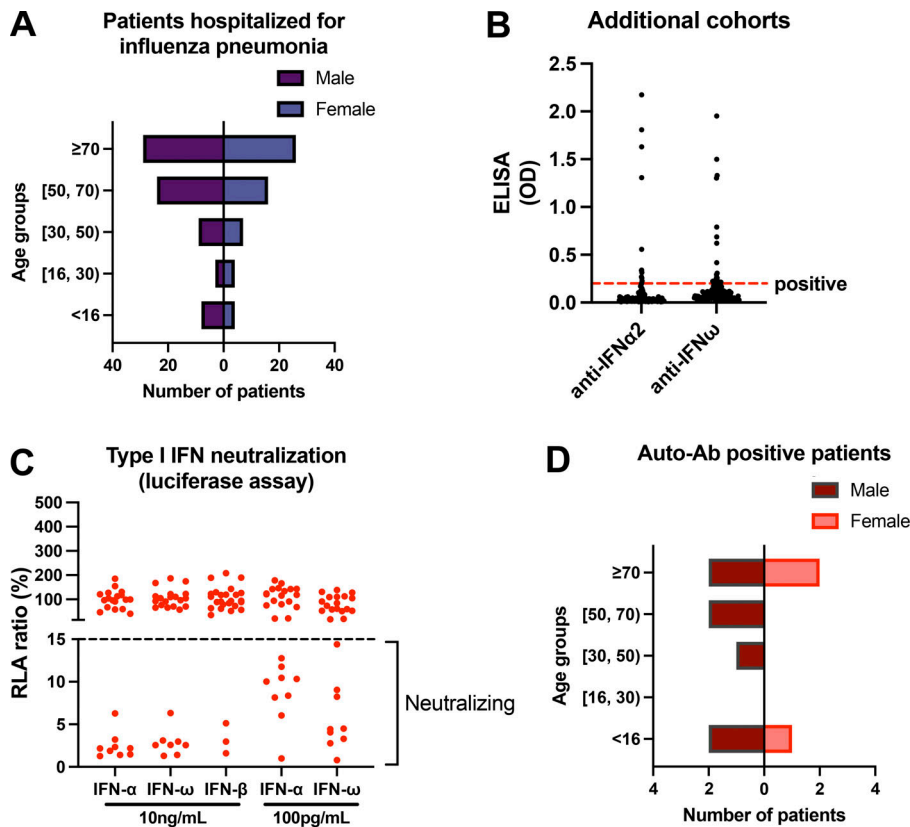 A
Patients hospitalized for
influenza pneumonia
Male
Female
Age groups
≥70
[50, 70)
[30, 50)
[16, 30)
<16
40 20 0 20 40
Number of patients
B
Additional cohorts
ELISA
(OD)
2.5
2.0
1.5
1.0
0.5
0.0
positive
anti-IFNα2
anti-IFNω
C
Type I IFN neutralization
(luciferase assay)
RLA ratio (%)
500
400
300
200
100
15
10
5
0
Neutralizing
IFN-α IFN-ω IFN-β IFN-α IFN-ω
10ng/mL 100pg/mL
D
Auto-Ab positive patients
Male
Female
Age groups
≥70
[50, 70)
[30, 50)
[16, 30)
<16
4 2 0 2 4
Number of patients